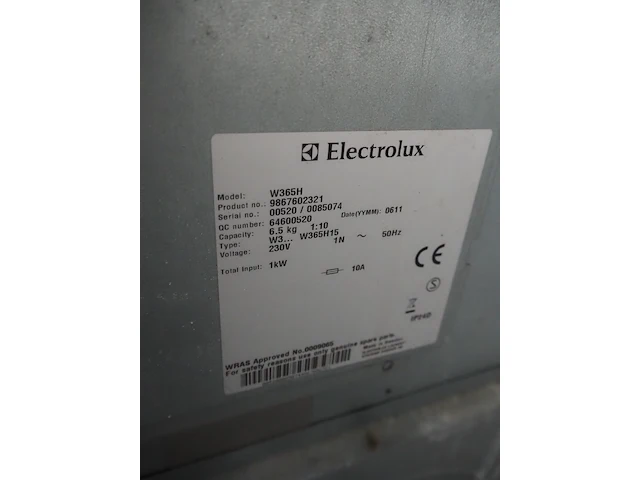 Electrolux
Model: W365H
Product no.: 9867602321
Serial no.: 00520 / 0085074
QC number: 64600520 Date(YYMM): 0611
Capacity: 6.5 kg 1:10
Type: W3... W365H15
Voltage: 230V 1N ~ 50Hz
Total input: 1kW 10A
CE
S
IP24D
WRAS Approved No.0009065
For safety reasons use only genuine spare parts.